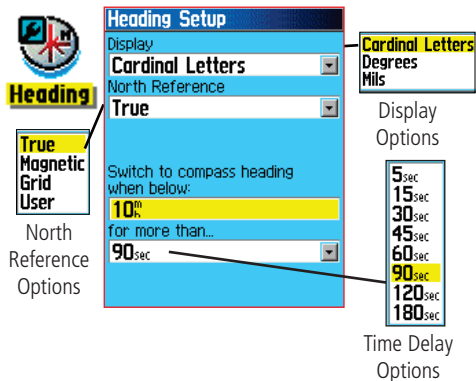 Heading
Heading Setup
Display
Cardinal Letters
North Reference
True
Switch to compass heading
when below:
10m/h
for more than...
90sec
Cardinal Letters
Degrees
Mils
Display
Options
True
Magnetic
Grid
User
North
Reference
Options
5sec
15sec
30sec
45sec
60sec
90sec
120sec
180sec
Time Delay
Options